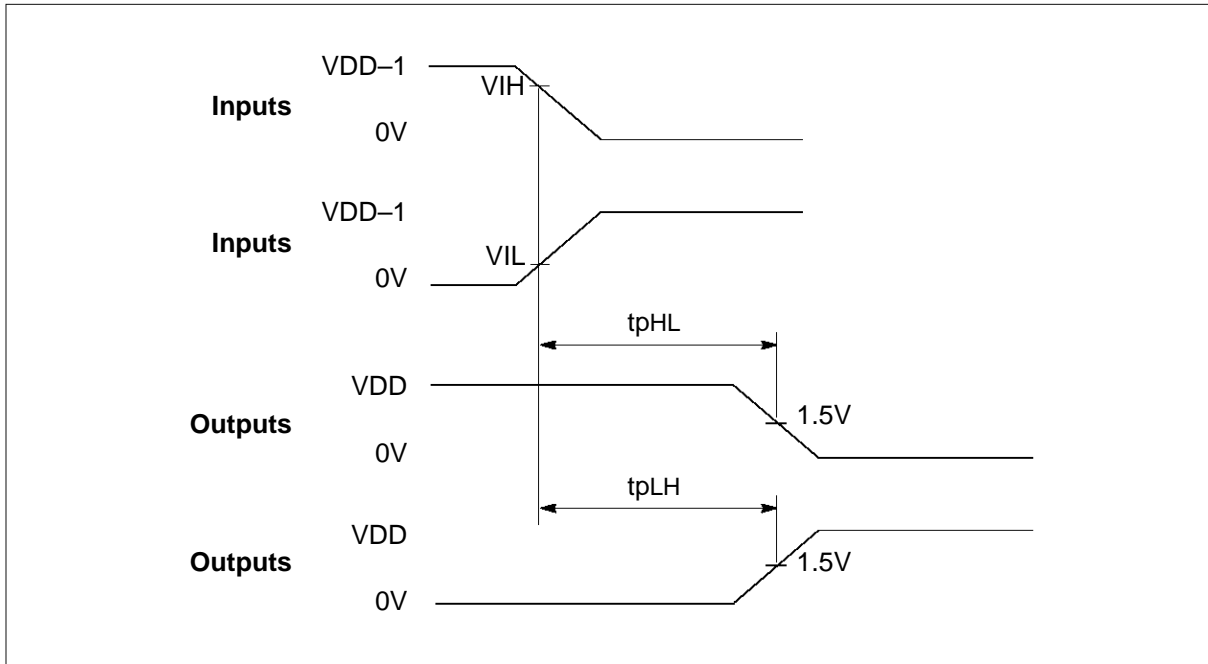 VDD–1
VIH
Inputs
0V
VDD–1
Inputs
VIL
0V
tpHL
VDD
1.5V
Outputs
0V
tpLH
VDD
1.5V
Outputs
0V